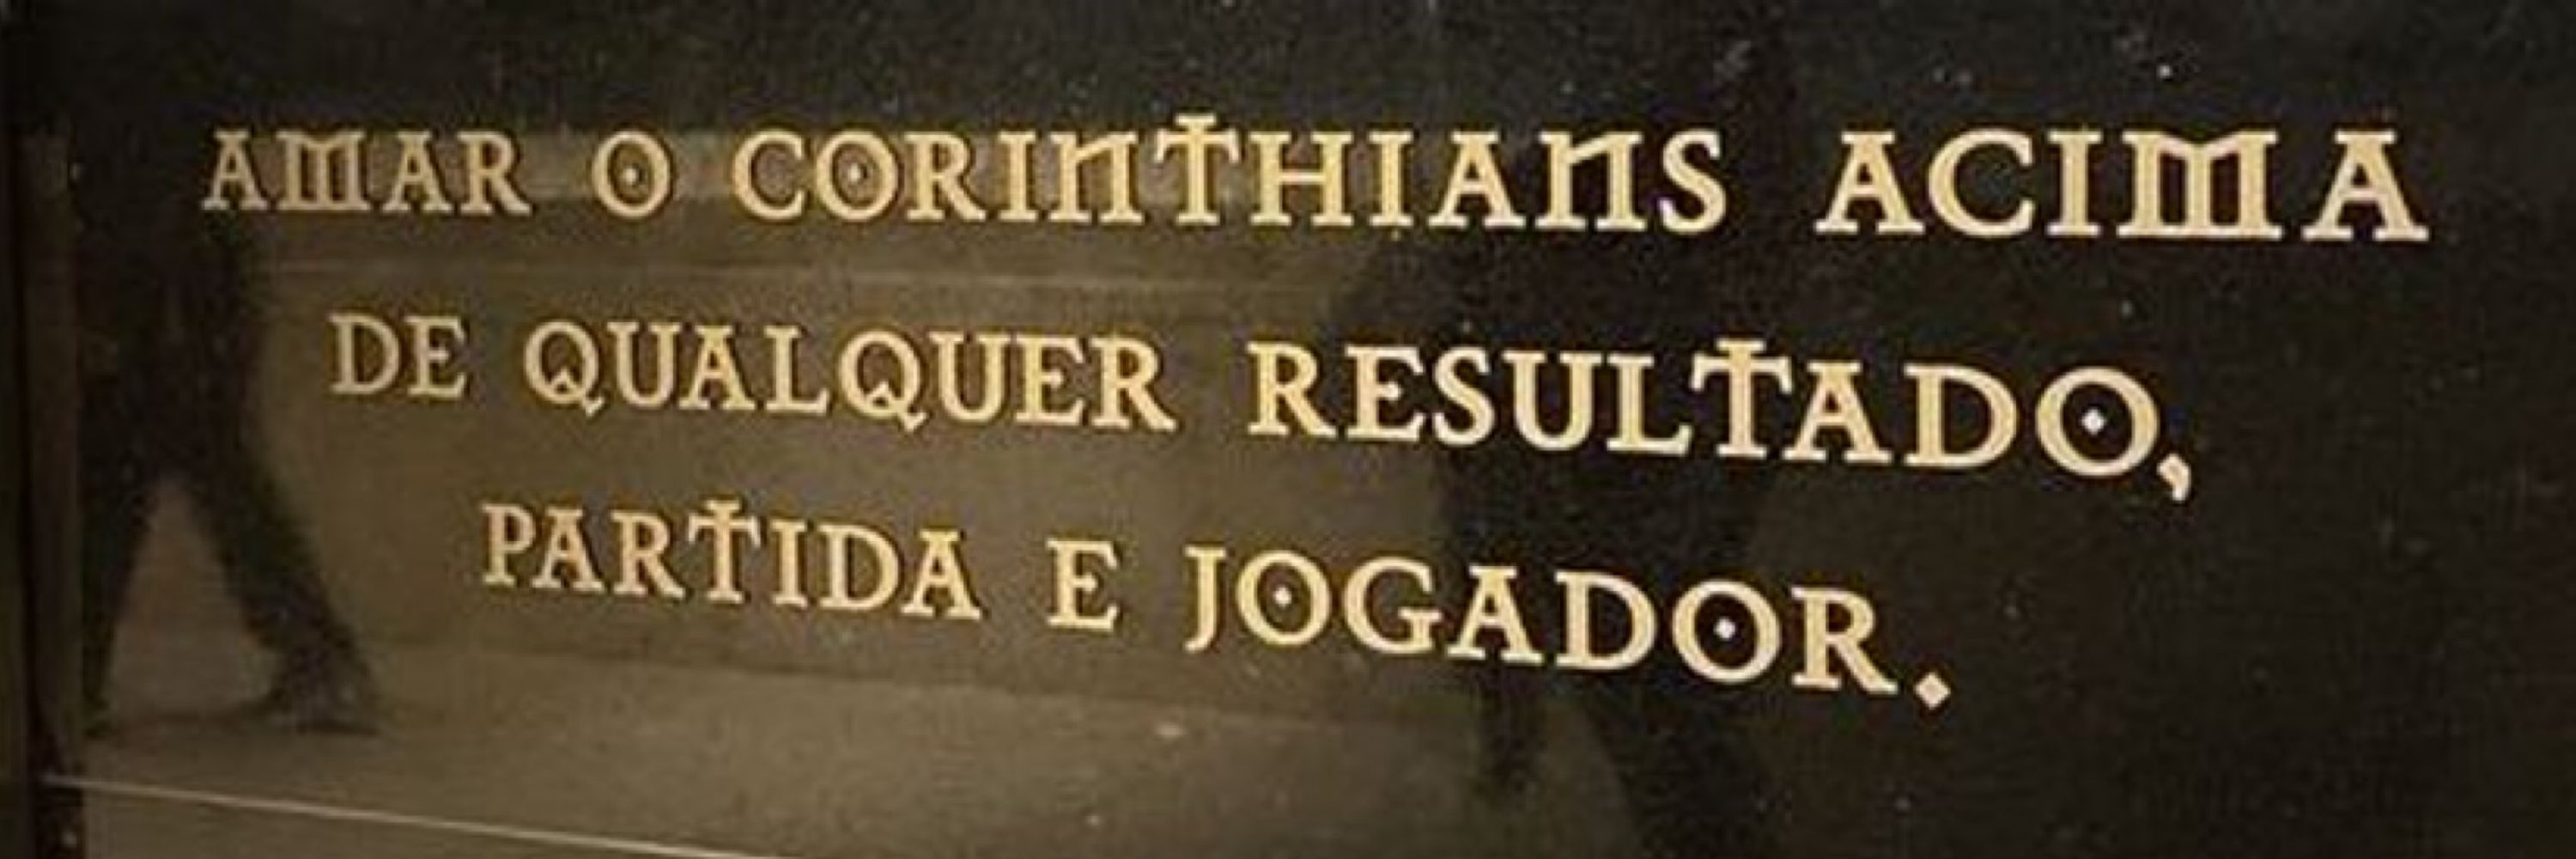 AMAR O CORINTHIANS ACIMA
DE QUALQUER RESULTADO,
PARTIDA E JOGADOR.